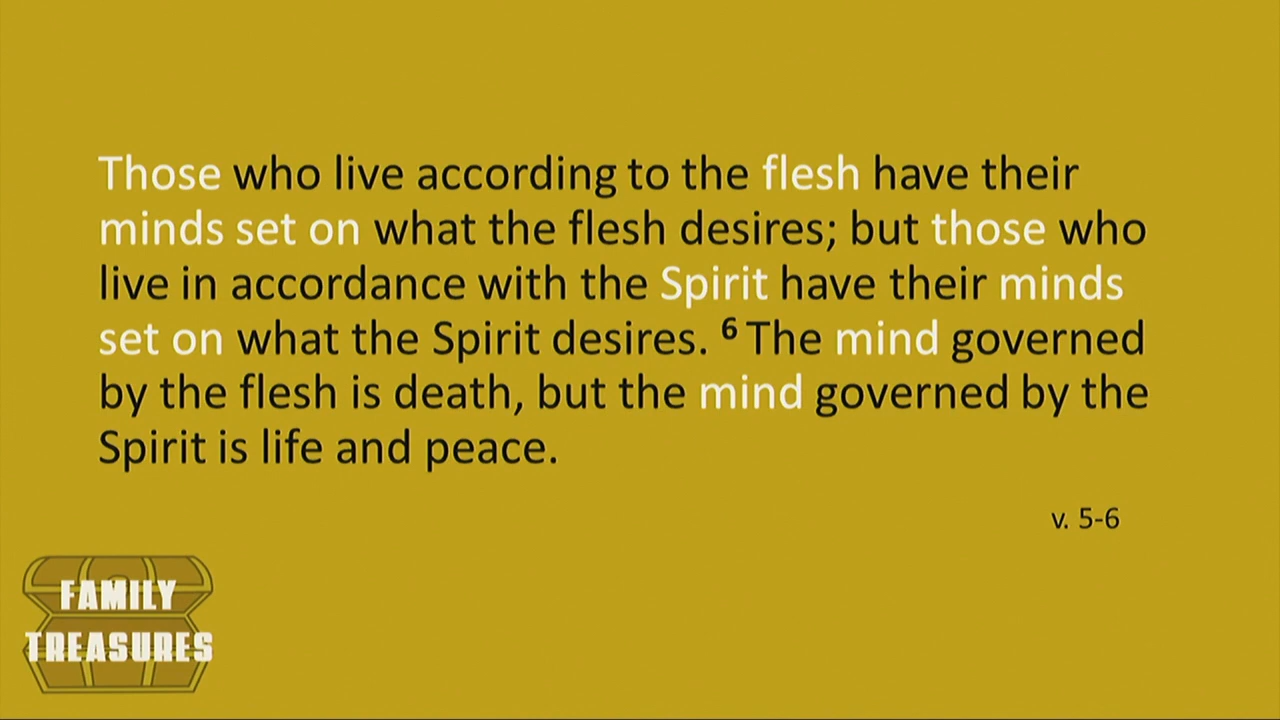 Those who live according to the flesh have their
minds set on what the flesh desires; but those who
live in accordance with the Spirit have their minds
set on what the Spirit desires. ⁶ The mind governed
by the flesh is death, but the mind governed by the
Spirit is life and peace.
v. 5-6
FAMILY
TREASURES